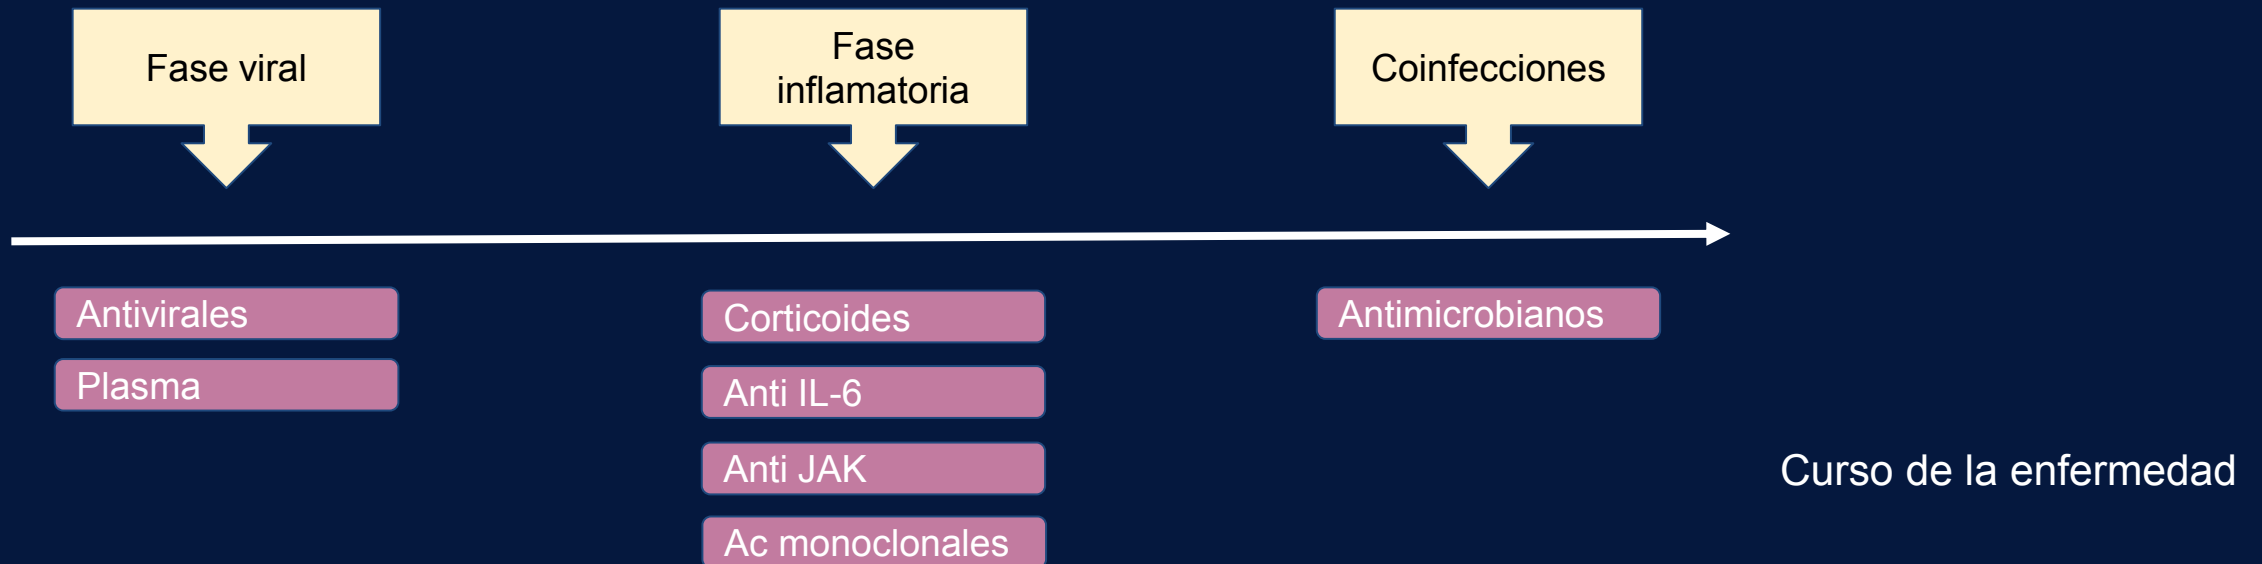 Fase viral
Fase
inflamatoria
Coinfecciones
Antivirales
Plasma
Corticoides
Anti IL-6
Anti JAK
Ac monoclonales
Antimicrobianos
Curso de la enfermedad